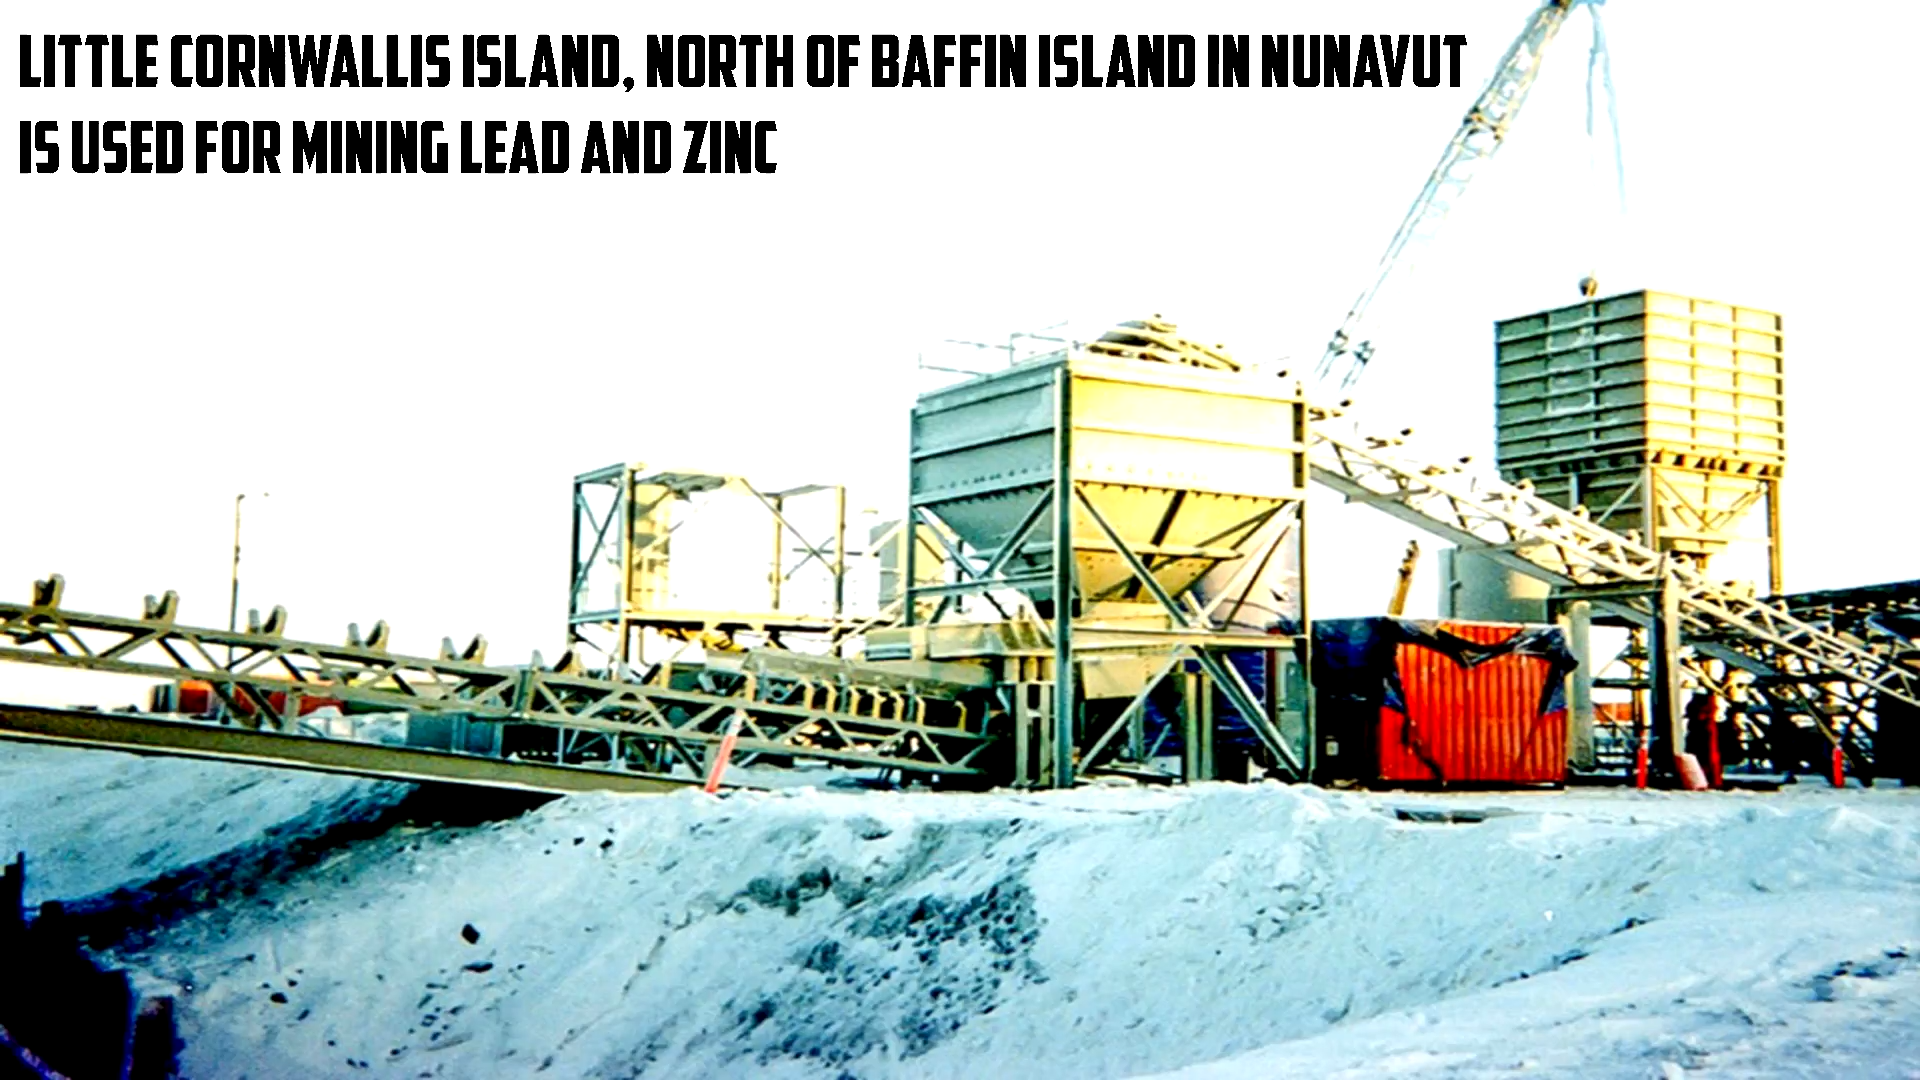 LITTLE CORNWALLIS ISLAND, NORTH OF BAFFIN ISLAND IN NUNAVUT
IS USED FOR MINING LEAD AND ZINC